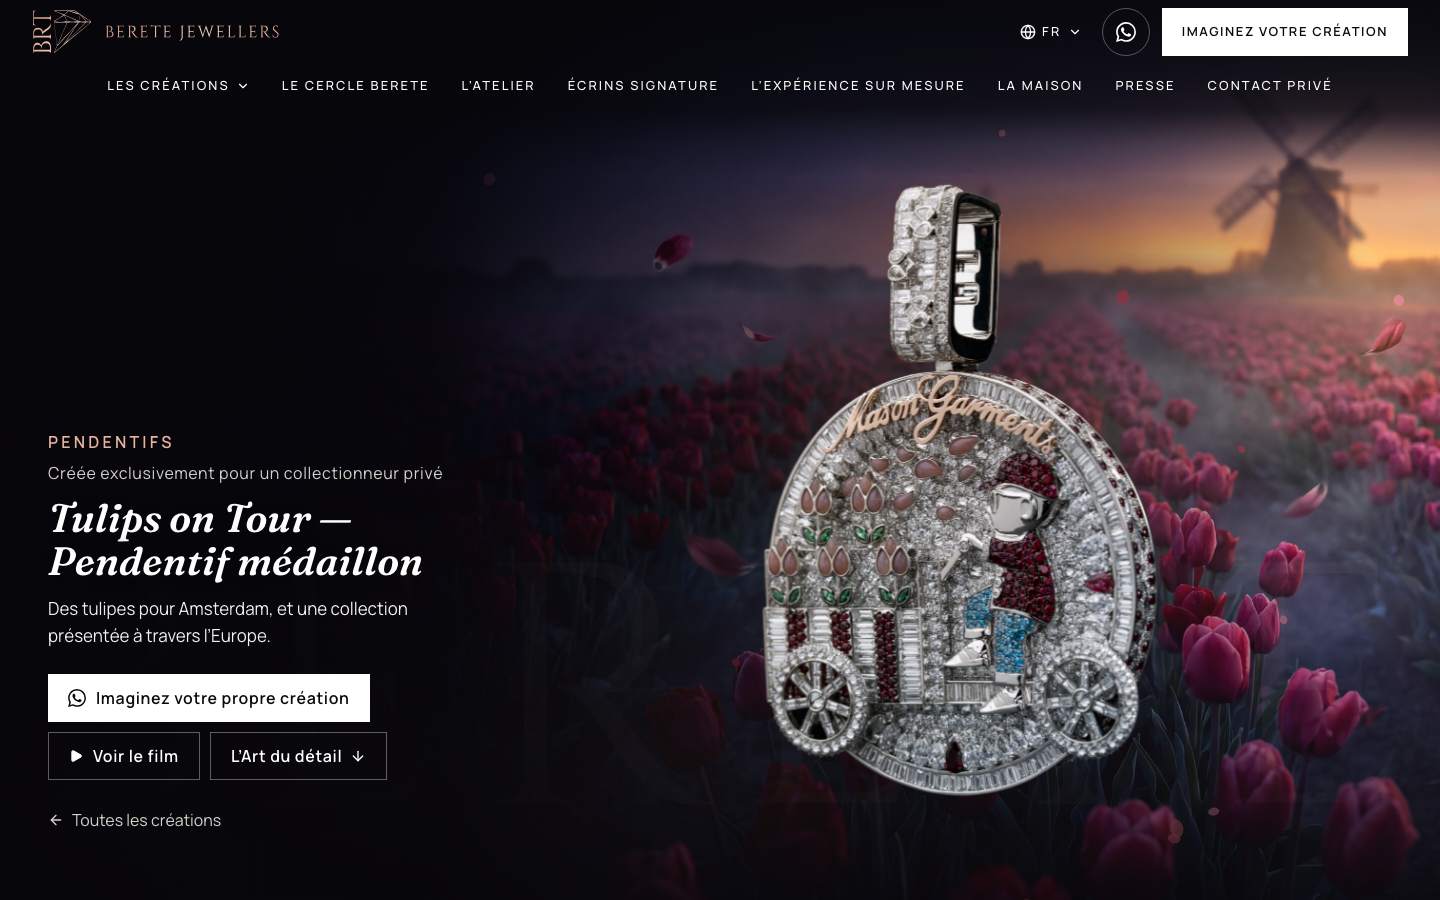 BRT BERETE JEWELLERS
FR
IMAGINEZ VOTRE CRÉATION
LES CRÉATIONS
LE CERCLE BERETE
L'ATELIER
ÉCRINS SIGNATURE
L'EXPÉRIENCE SUR MESURE
LA MAISON
PRESSE
CONTACT PRIVÉ
Mason Garments
PENDENTIFS
Créée exclusivement pour un collectionneur privé
Tulips on Tour —
Pendentif médaillon
Des tulipes pour Amsterdam, et une collection
présentée à travers l'Europe.
Imaginez votre propre création
Voir le film
L'Art du détail
Toutes les créations